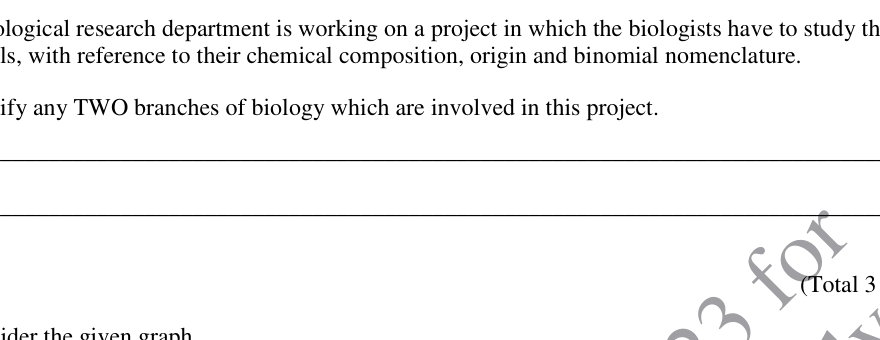 ological research department is working on a project in which the biologists have to study th
ls, with reference to their chemical composition, origin and binomial nomenclature.
ify any TWO branches of biology which are involved in this project.
23 for
(Total 3
ider the given graph